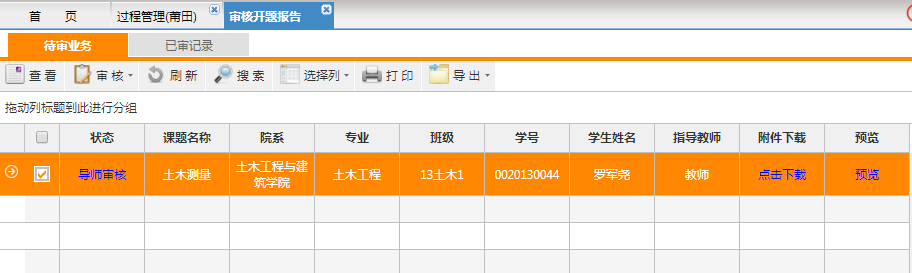 首 页 过程管理(莆田) 审核开题报告
待审业务 已审记录
查看 审核 刷新 搜索 选择列 打印 导出
拖动列标题到此进行分组
状态 课题名称 院系 专业 班级 学号 学生姓名 指导教师 附件下载 预览
导师审核 土木测量 土木工程与建筑学院 土木工程 13土木1 0020130044 罗军尧 教师 点击下载 预览